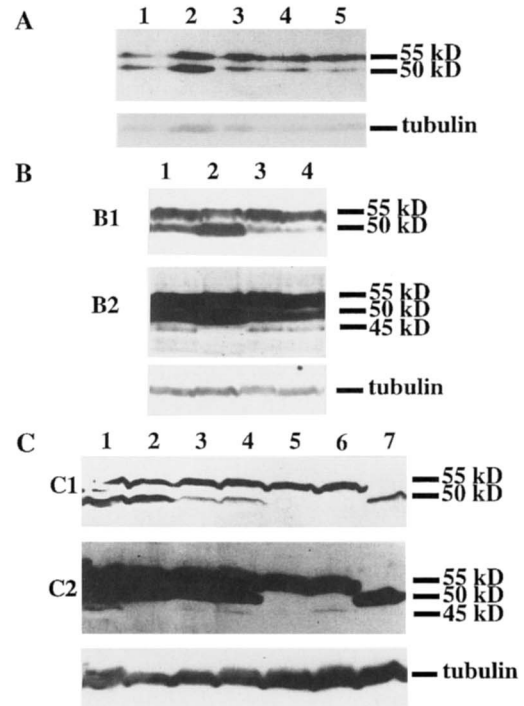 A
1 2 3 4 5
55 kD
50 kD
tubulin
B
1 2 3 4
B1
55 kD
50 kD
B2
55 kD
50 kD
45 kD
tubulin
C
1 2 3 4 5 6 7
C1
55 kD
50 kD
C2
55 kD
50 kD
45 kD
tubulin